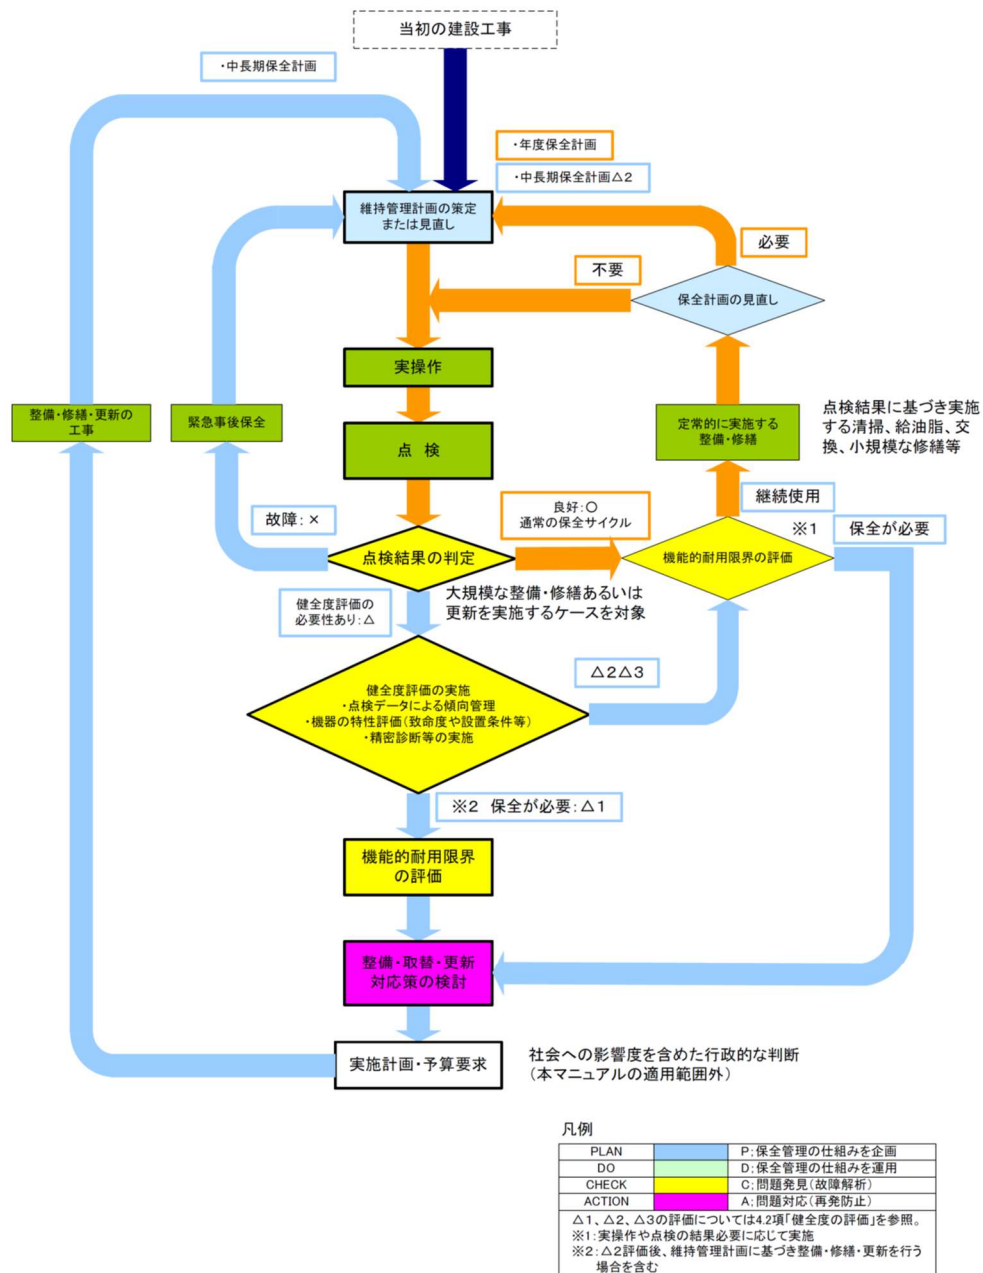 当初の建設工事
・中長期保全計画
・年度保全計画
・中長期保全計画△2
維持管理計画の策定
または見直し
必要
不要
保全計画の見直し
実操作
整備・修繕・更新の
工事
緊急事後保全
点 検
定常的に実施する
整備・修繕
点検結果に基づき実施
する清掃、給油脂、交
換、小規模な修繕等
継続使用
故障：×
良好：〇
通常の保全サイクル
※1
保全が必要
点検結果の判定
機能的耐用限界の評価
大規模な整備・修繕あるいは
更新を実施するケースを対象
健全度評価の
必要性あり：△
△2△3
健全度評価の実施
・点検データによる傾向管理
・機器の特性評価（致命度や設置条件等）
・精密診断等の実施
※2 保全が必要：△1
機能的耐用限界
の評価
整備・取替・更新
対応策の検討
実施計画・予算要求
社会への影響度を含めた行政的な判断
（本マニュアルの適用範囲外）
凡例
PLAN P；保全管理の仕組みを企画
DO D；保全管理の仕組みを運用
CHECK C；問題発見（故障解析）
ACTION A；問題対応（再発防止）
△1、△2、△3の評価については4.2項「健全度の評価」を参照。
※1：実操作や点検の結果必要に応じて実施
※2：△2評価後、維持管理計画に基づき整備・修繕・更新を行う
場合を含む